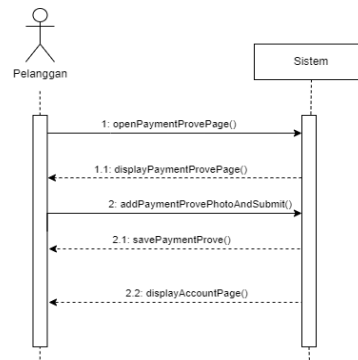 Pelanggan
Sistem
1: openPaymentProvePage()
1.1: displayPaymentProvePage()
2: addPaymentProvePhotoAndSubmit()
2.1: savePaymentProve()
2.2: displayAccountPage()